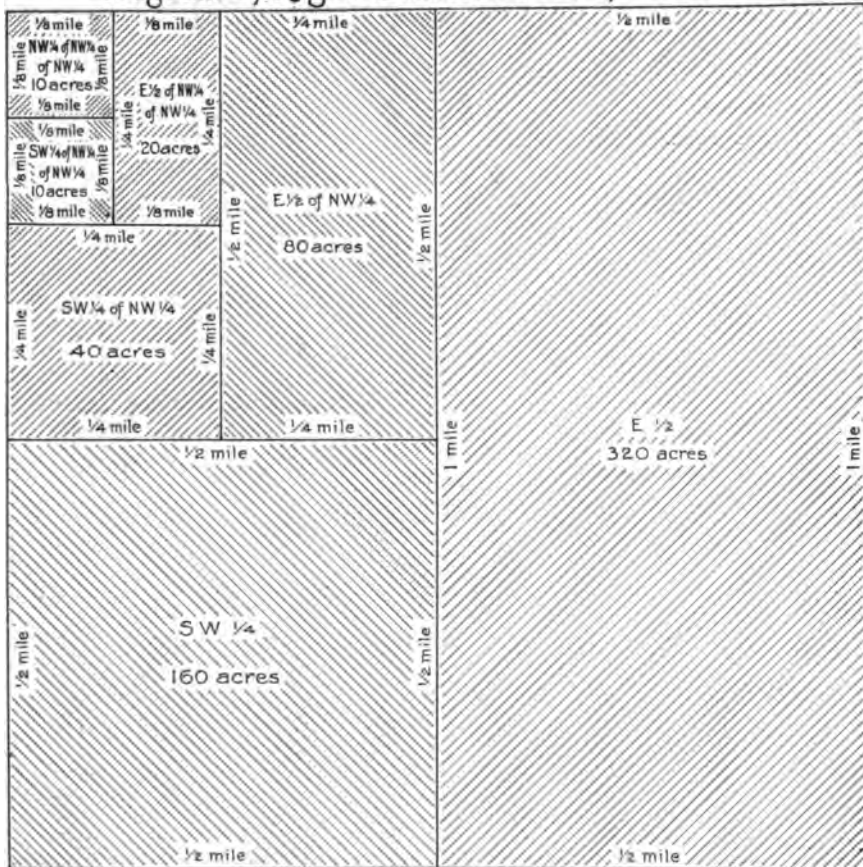 ⅛ mile
NW¼ of NW¼
of NW¼
10 acres
⅛ mile
⅛ mile
⅛ mile
⅛ mile
SW¼ of NW¼
of NW¼
10 acres
⅛ mile
⅛ mile
⅛ mile
⅛ mile
E½ of NW¼
of NW¼
20 acres
¼ mile
¼ mile
⅛ mile
¼ mile
E½ of NW¼
80 acres
½ mile
½ mile
¼ mile
¼ mile
SW¼ of NW¼
40 acres
¼ mile
¼ mile
¼ mile
½ mile
E ½
320 acres
1 mile
1 mile
½ mile
½ mile
SW ¼
160 acres
½ mile
½ mile
½ mile